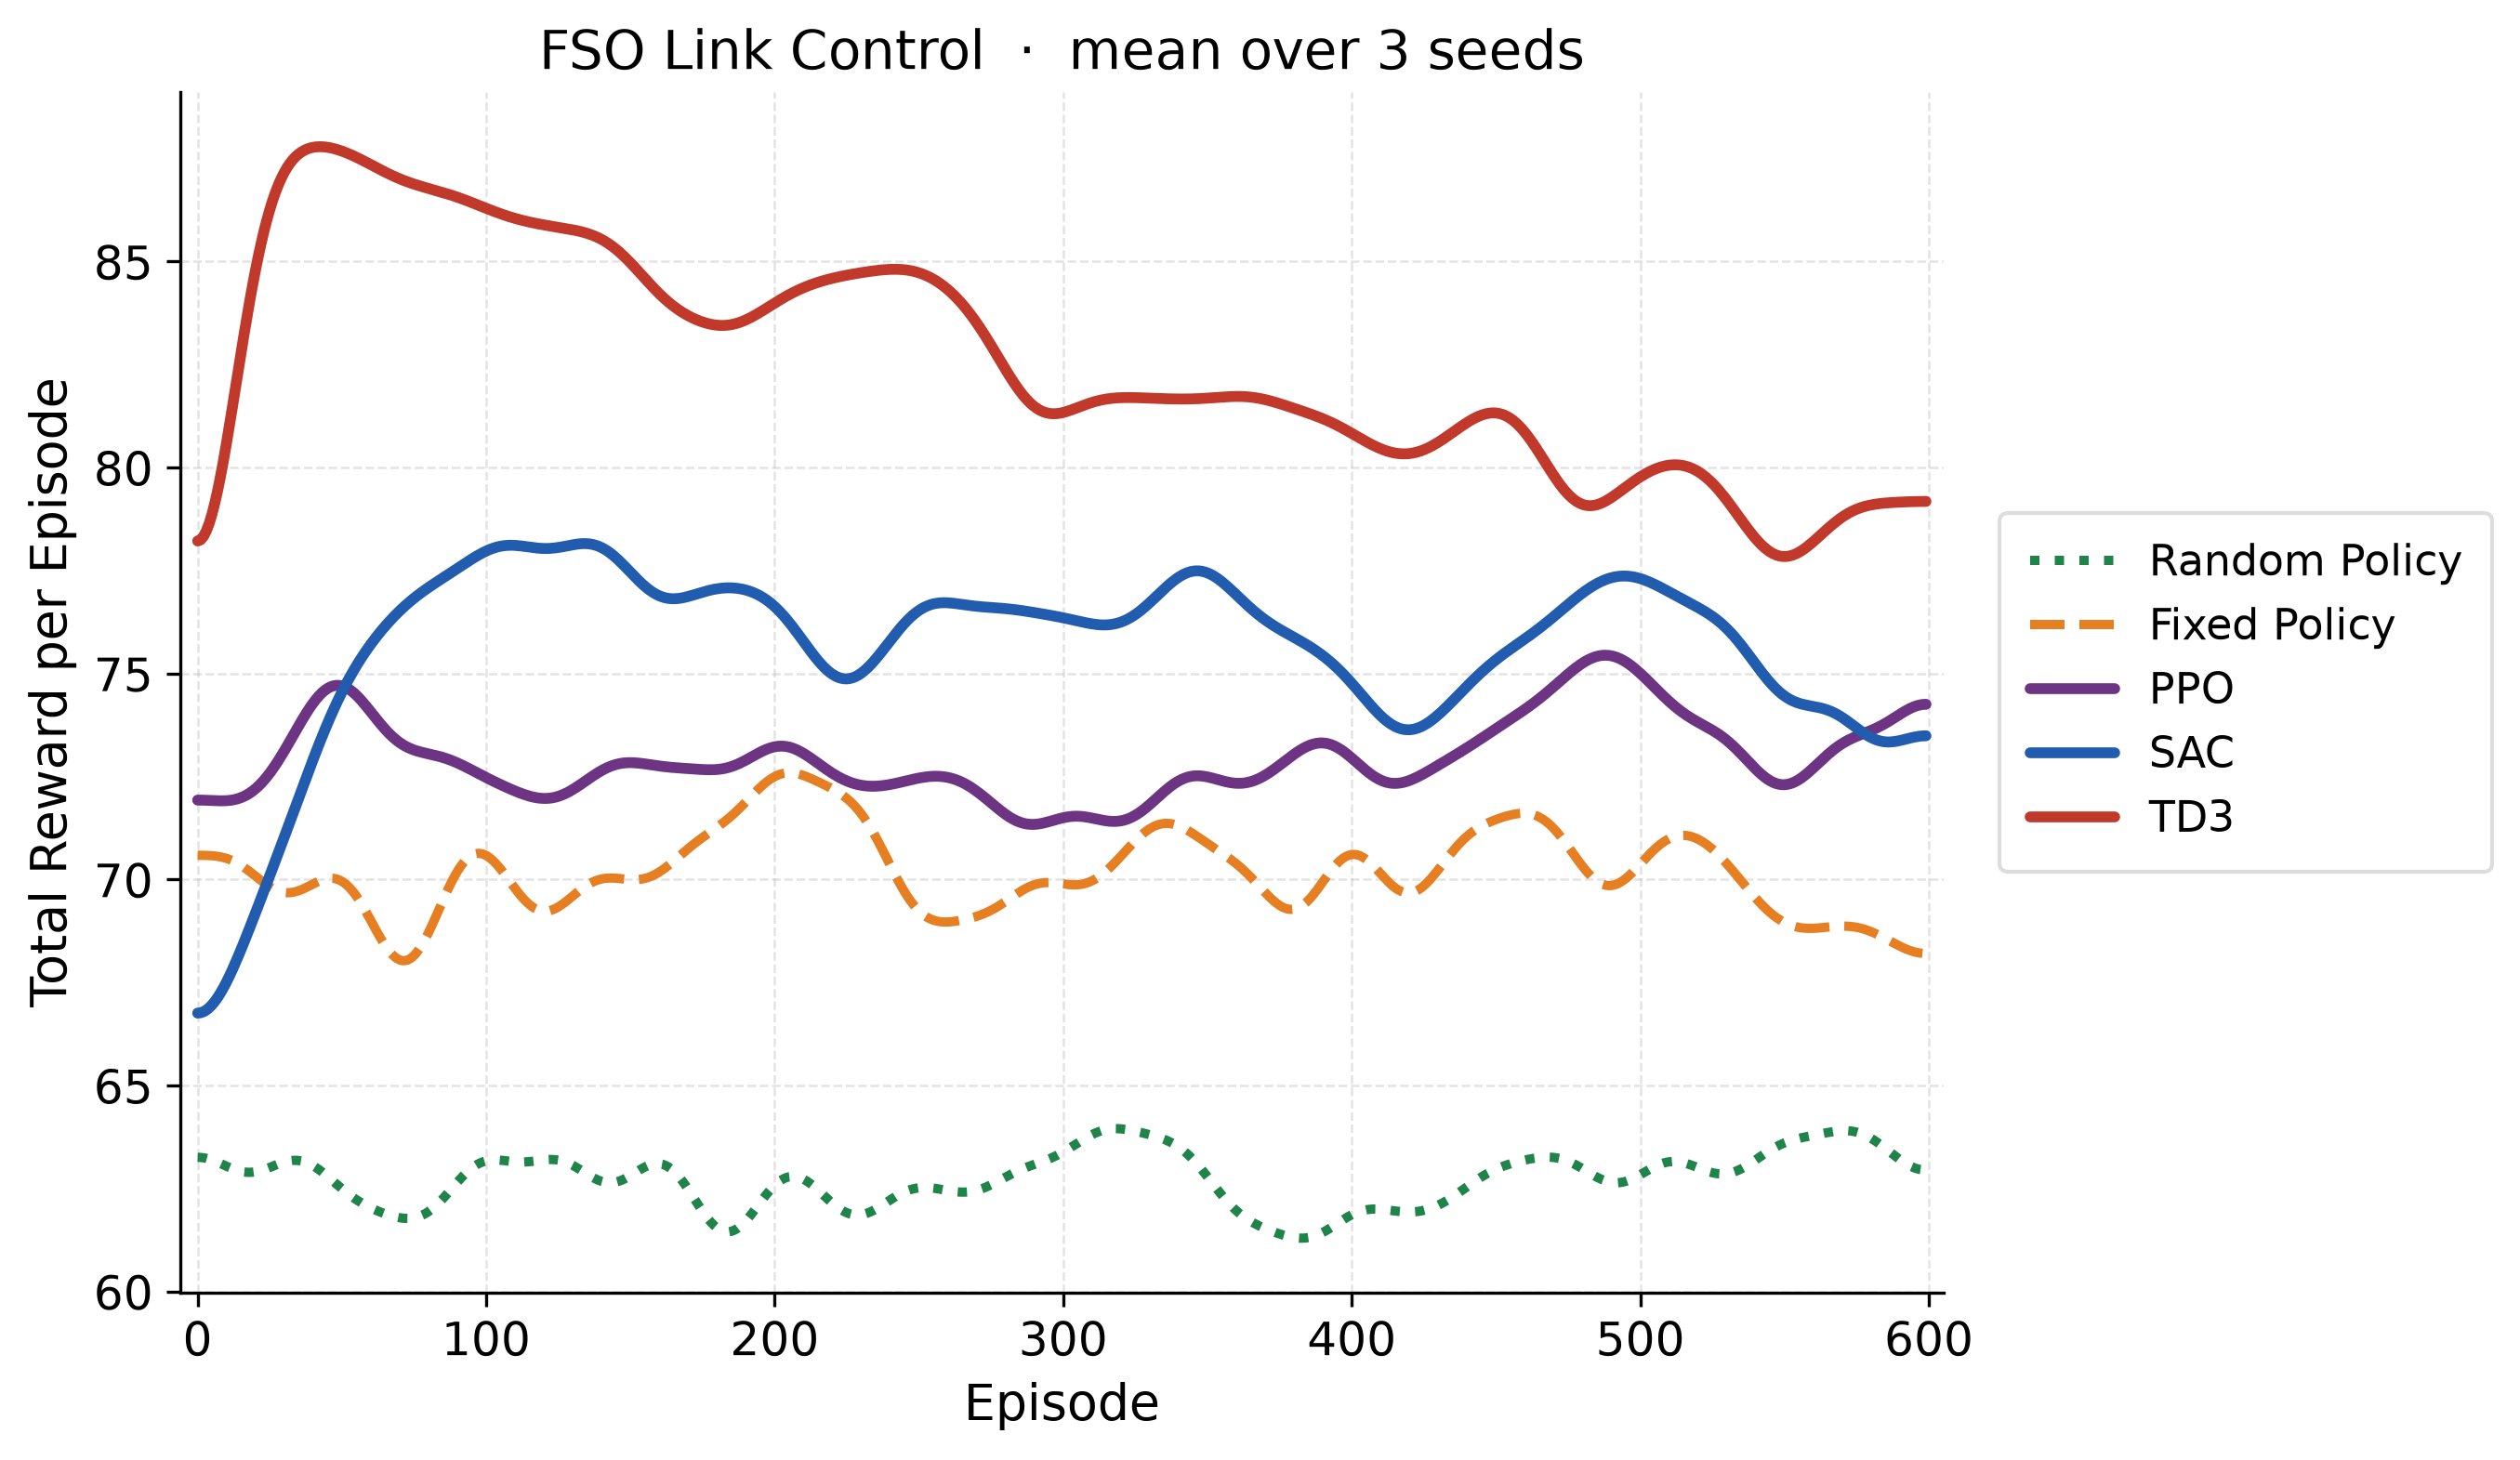 FSO Link Control · mean over 3 seeds
Total Reward per Episode
85
80
75
70
65
60
0 100 200 300 400 500 600
Episode
Random Policy
Fixed Policy
PPO
SAC
TD3